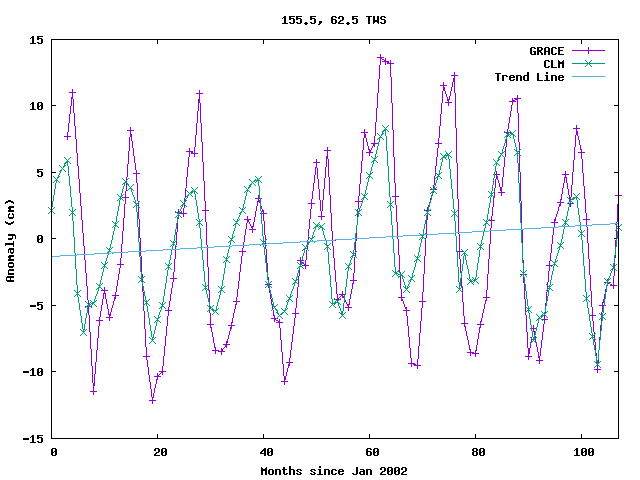 155.5, 62.5 TWS
GRACE
CLM
Trend Line
15
10
5
0
-5
-10
-15
Anomaly (cm)
0 20 40 60 80 100
Months since Jan 2002